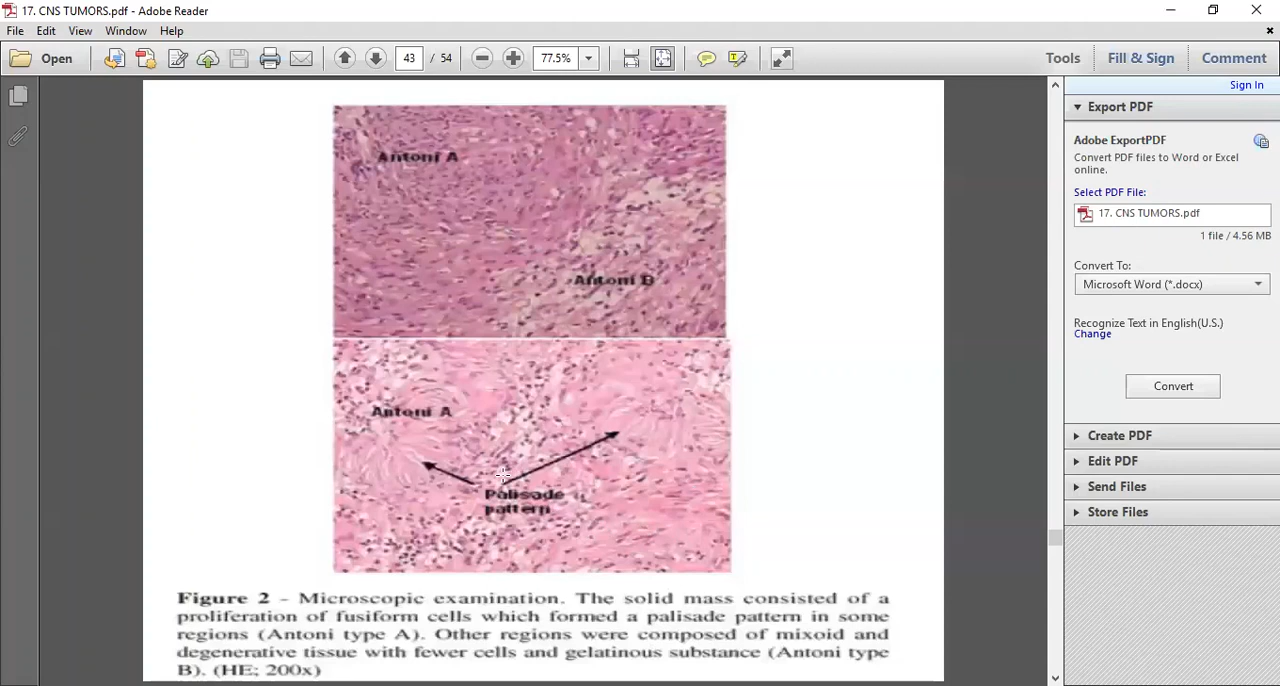 17. CNS TUMORS.pdf - Adobe Reader
File Edit View Window Help
Open 43 / 54 77.5% Tools Fill & Sign Comment
Sign In
Export PDF
Adobe ExportPDF
Convert PDF files to Word or Excel
online.
Select PDF File:
17. CNS TUMORS.pdf
1 file / 4.56 MB
Convert To:
Microsoft Word (*.docx)
Recognize Text in English(U.S.)
Change
Convert
Create PDF
Edit PDF
Send Files
Store Files
Antoni A
Antoni B
Antoni A
Palisade
pattern
Figure 2 - Microscopic examination. The solid mass consisted of a
proliferation of fusiform cells which formed a palisade pattern in some
regions (Antoni type A). Other regions were composed of mixoid and
degenerative tissue with fewer cells and gelatinous substance (Antoni type
B). (HE; 200x)